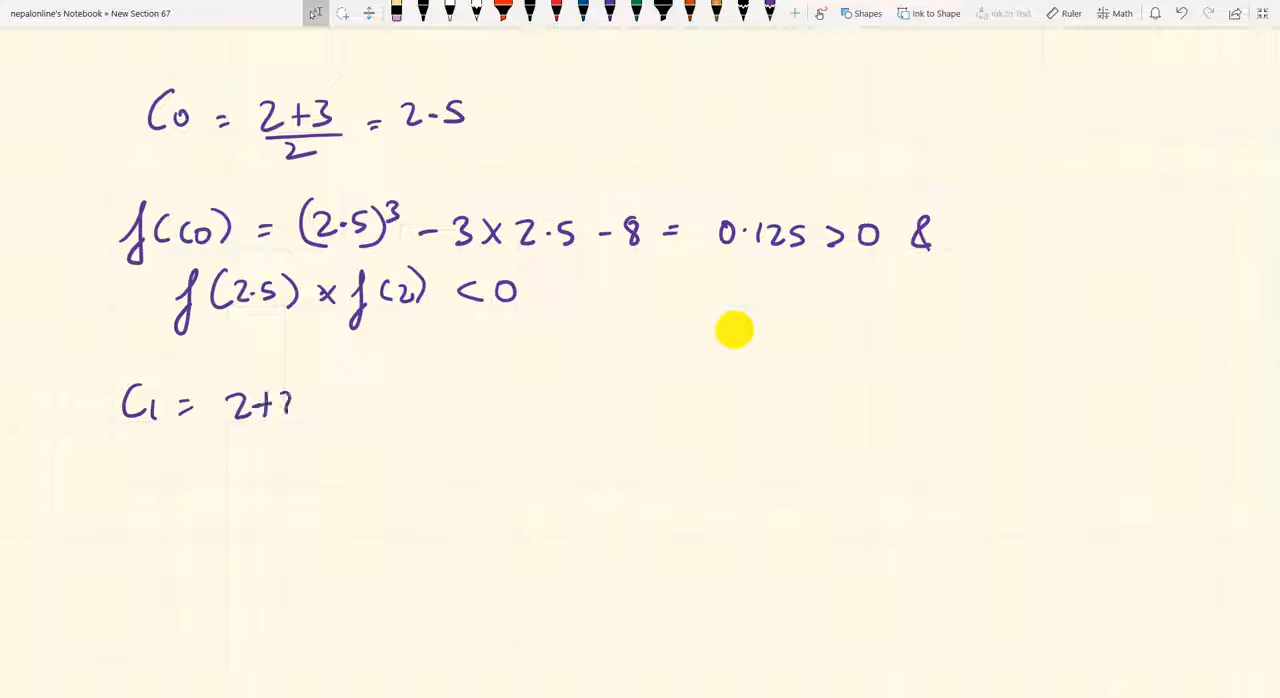 nepalonline's Notebook » New Section 67
Shapes Ink to Shape Ink to Text Ruler Math
C0 = 2+3/2 = 2.5
f(C0) = (2.5)³ - 3 × 2.5 - 8 = 0.125 > 0 &
f(2.5) × f(2) < 0
C1 = 2+